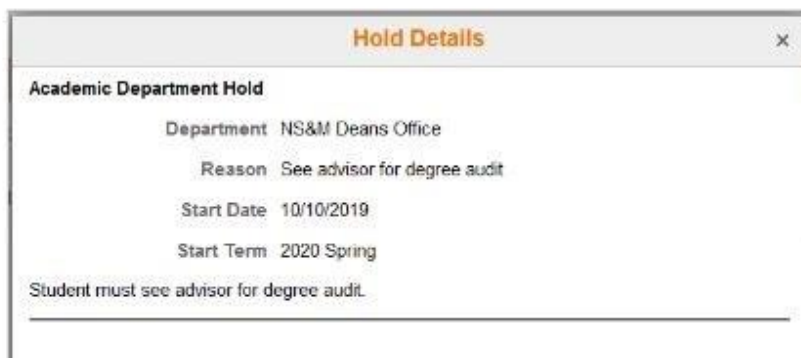 Hold Details ×
Academic Department Hold
Department NS&M Deans Office
Reason See advisor for degree audit
Start Date 10/10/2019
Start Term 2020 Spring
Student must see advisor for degree audit.